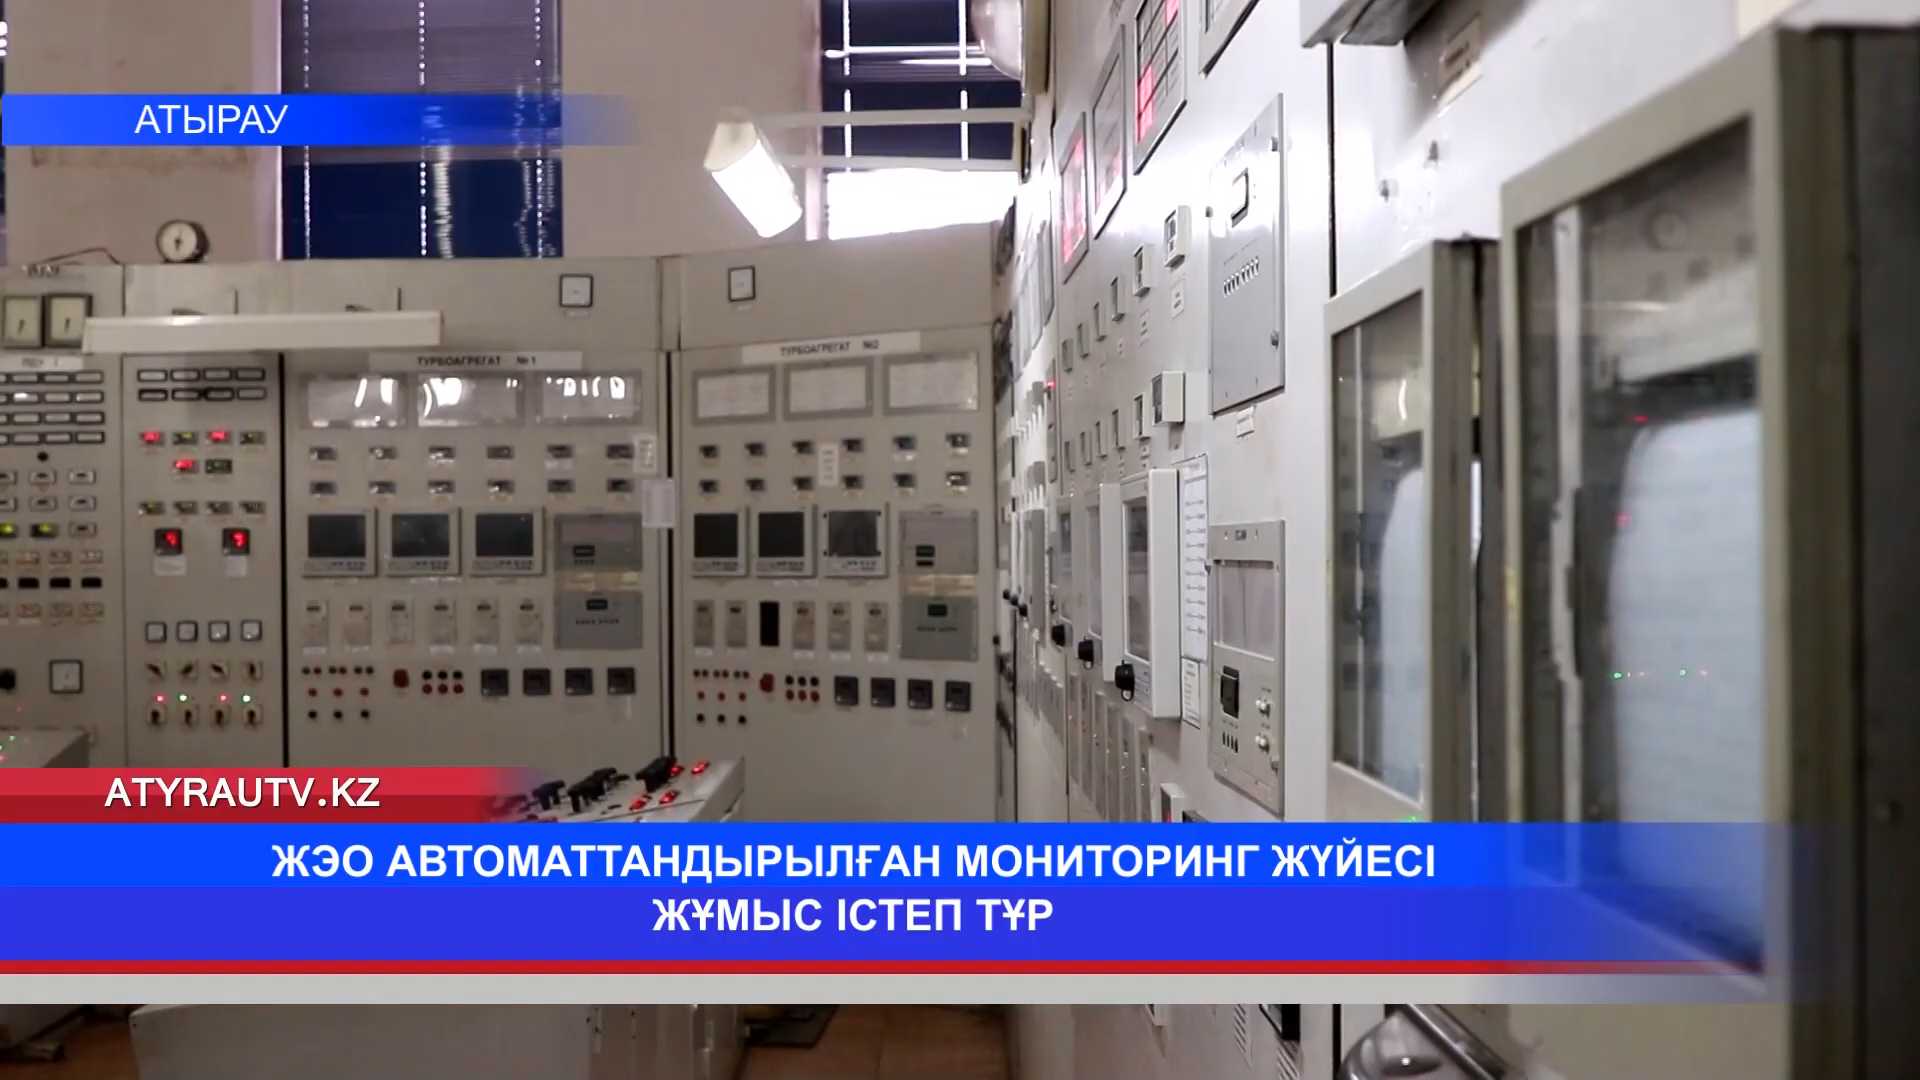 АТЫРАУ
ТУРБОАГРЕГАТ №1
ТУРБОАГРЕГАТ №2
ATYRAUTV.KZ
ЖЭО АВТОМАТТАНДЫРЫЛҒАН МОНИТОРИНГ ЖҮЙЕСІ
ЖҰМЫС ІСТЕП ТҰР